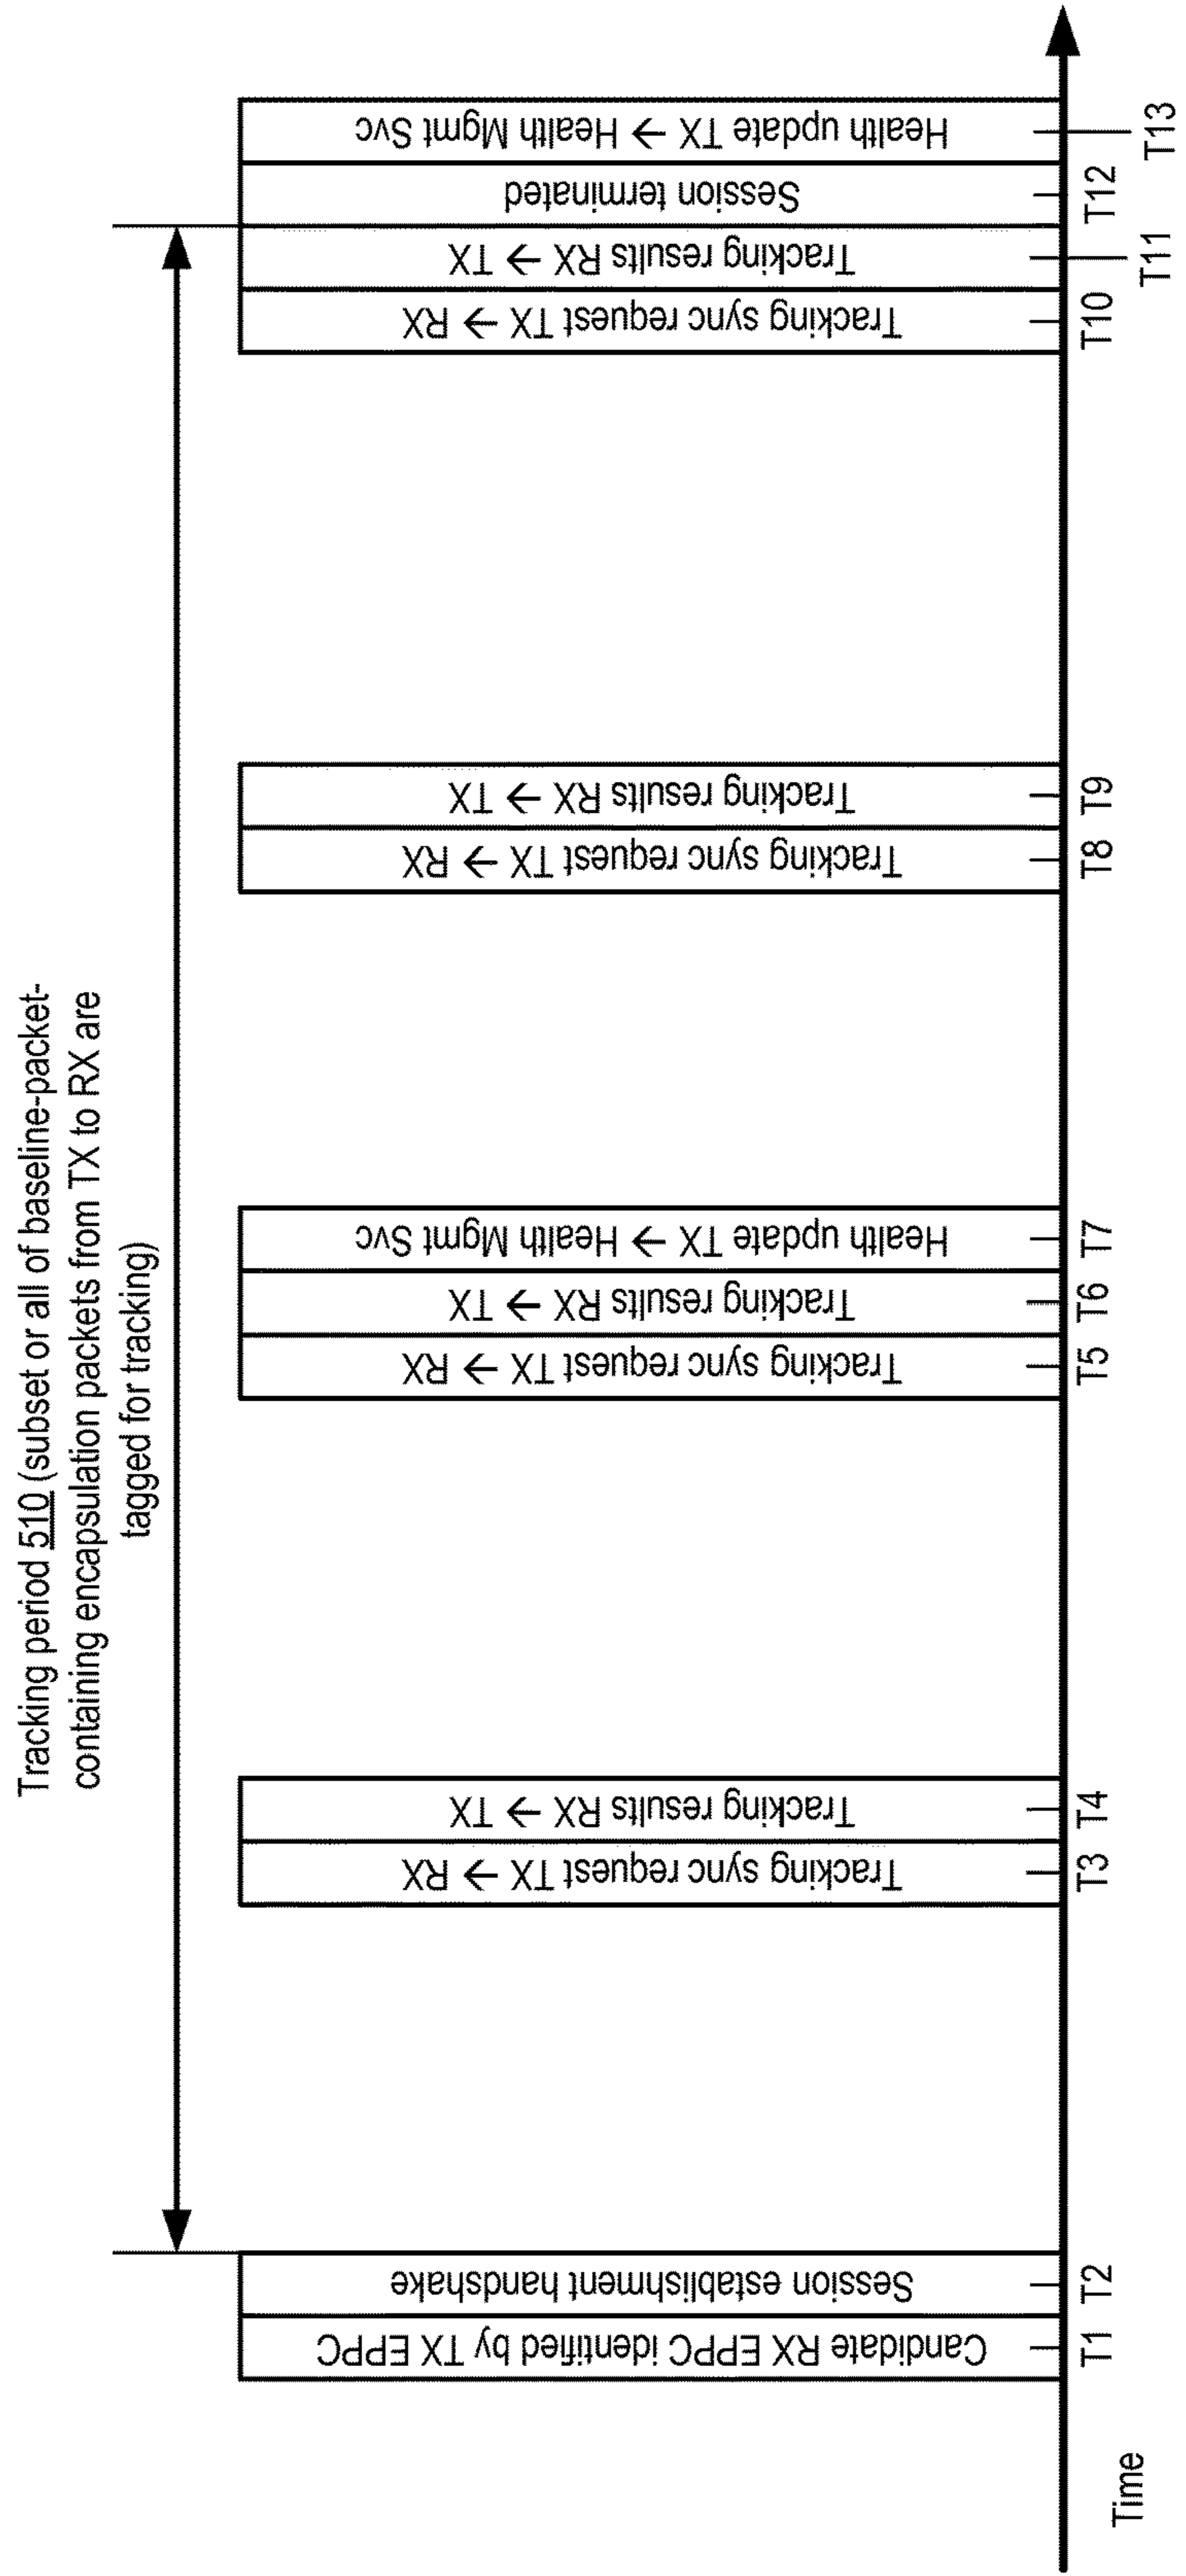 Tracking period 510 (subset or all of baseline-packet-
containing encapsulation packets from TX to RX are
tagged for tracking)
Candidate RX EPPC identified by TX EPPC
Session establishment handshake
Tracking sync request TX → RX
Tracking results RX → TX
Tracking sync request TX → RX
Tracking results RX → TX
Health update TX → Health Mgmt Svc
Tracking sync request TX → RX
Tracking results RX → TX
Tracking sync request TX → RX
Tracking results RX → TX
Session terminated
Health update TX → Health Mgmt Svc
T1
T2
T3
T4
T5
T6
T7
T8
T9
T10
T11
T12
T13
Time